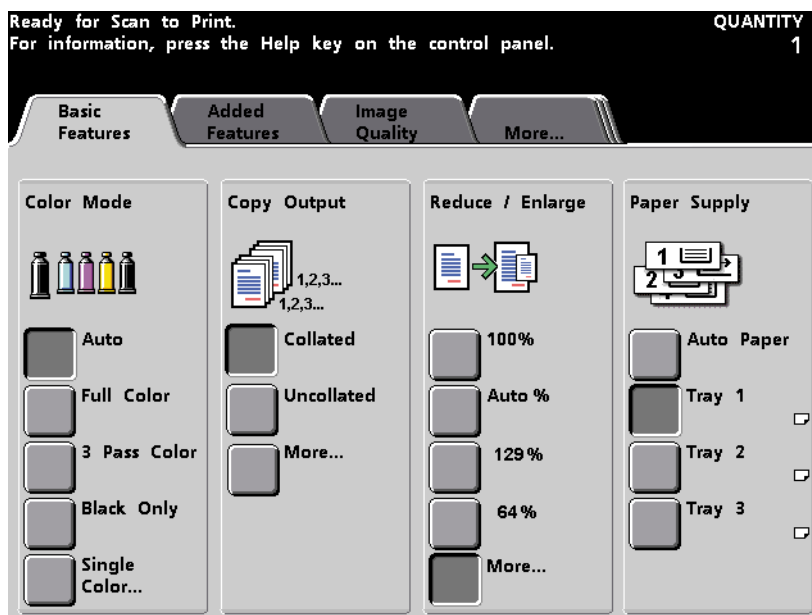 Ready for Scan to Print.
For information, press the Help key on the control panel.
QUANTITY
1
Basic
Features
Added
Features
Image
Quality
More...
Color Mode
Auto
Full Color
3 Pass Color
Black Only
Single
Color...
Copy Output
1,2,3...
1,2,3...
Collated
Uncollated
More...
Reduce / Enlarge
100%
Auto %
129%
64%
More...
Paper Supply
1
2
3
Auto Paper
Tray 1
Tray 2
Tray 3